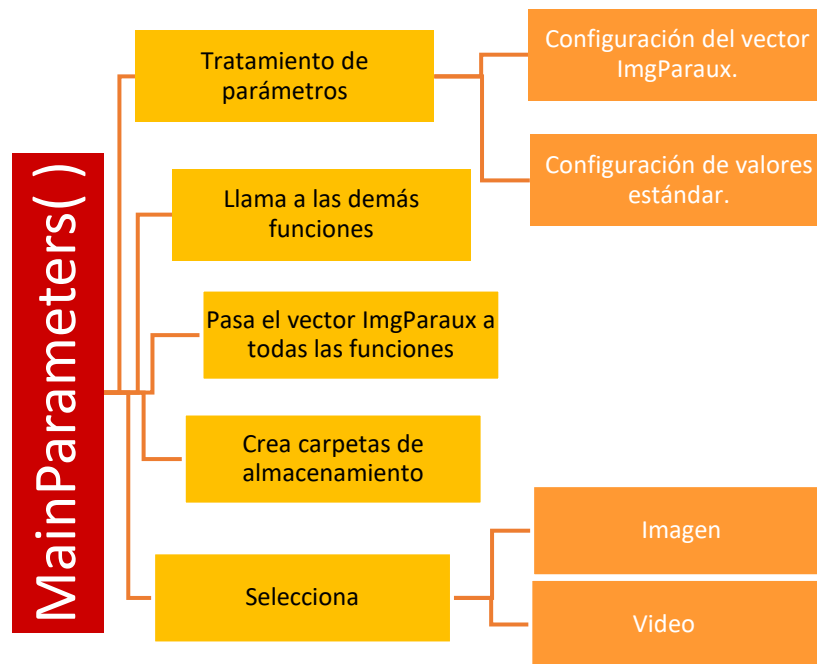 MainParameters( )
Tratamiento de
parámetros
Configuración del vector
ImgParaux.
Configuración de valores
estándar.
Llama a las demás
funciones
Pasa el vector ImgParaux a
todas las funciones
Crea carpetas de
almacenamiento
Selecciona
Imagen
Video